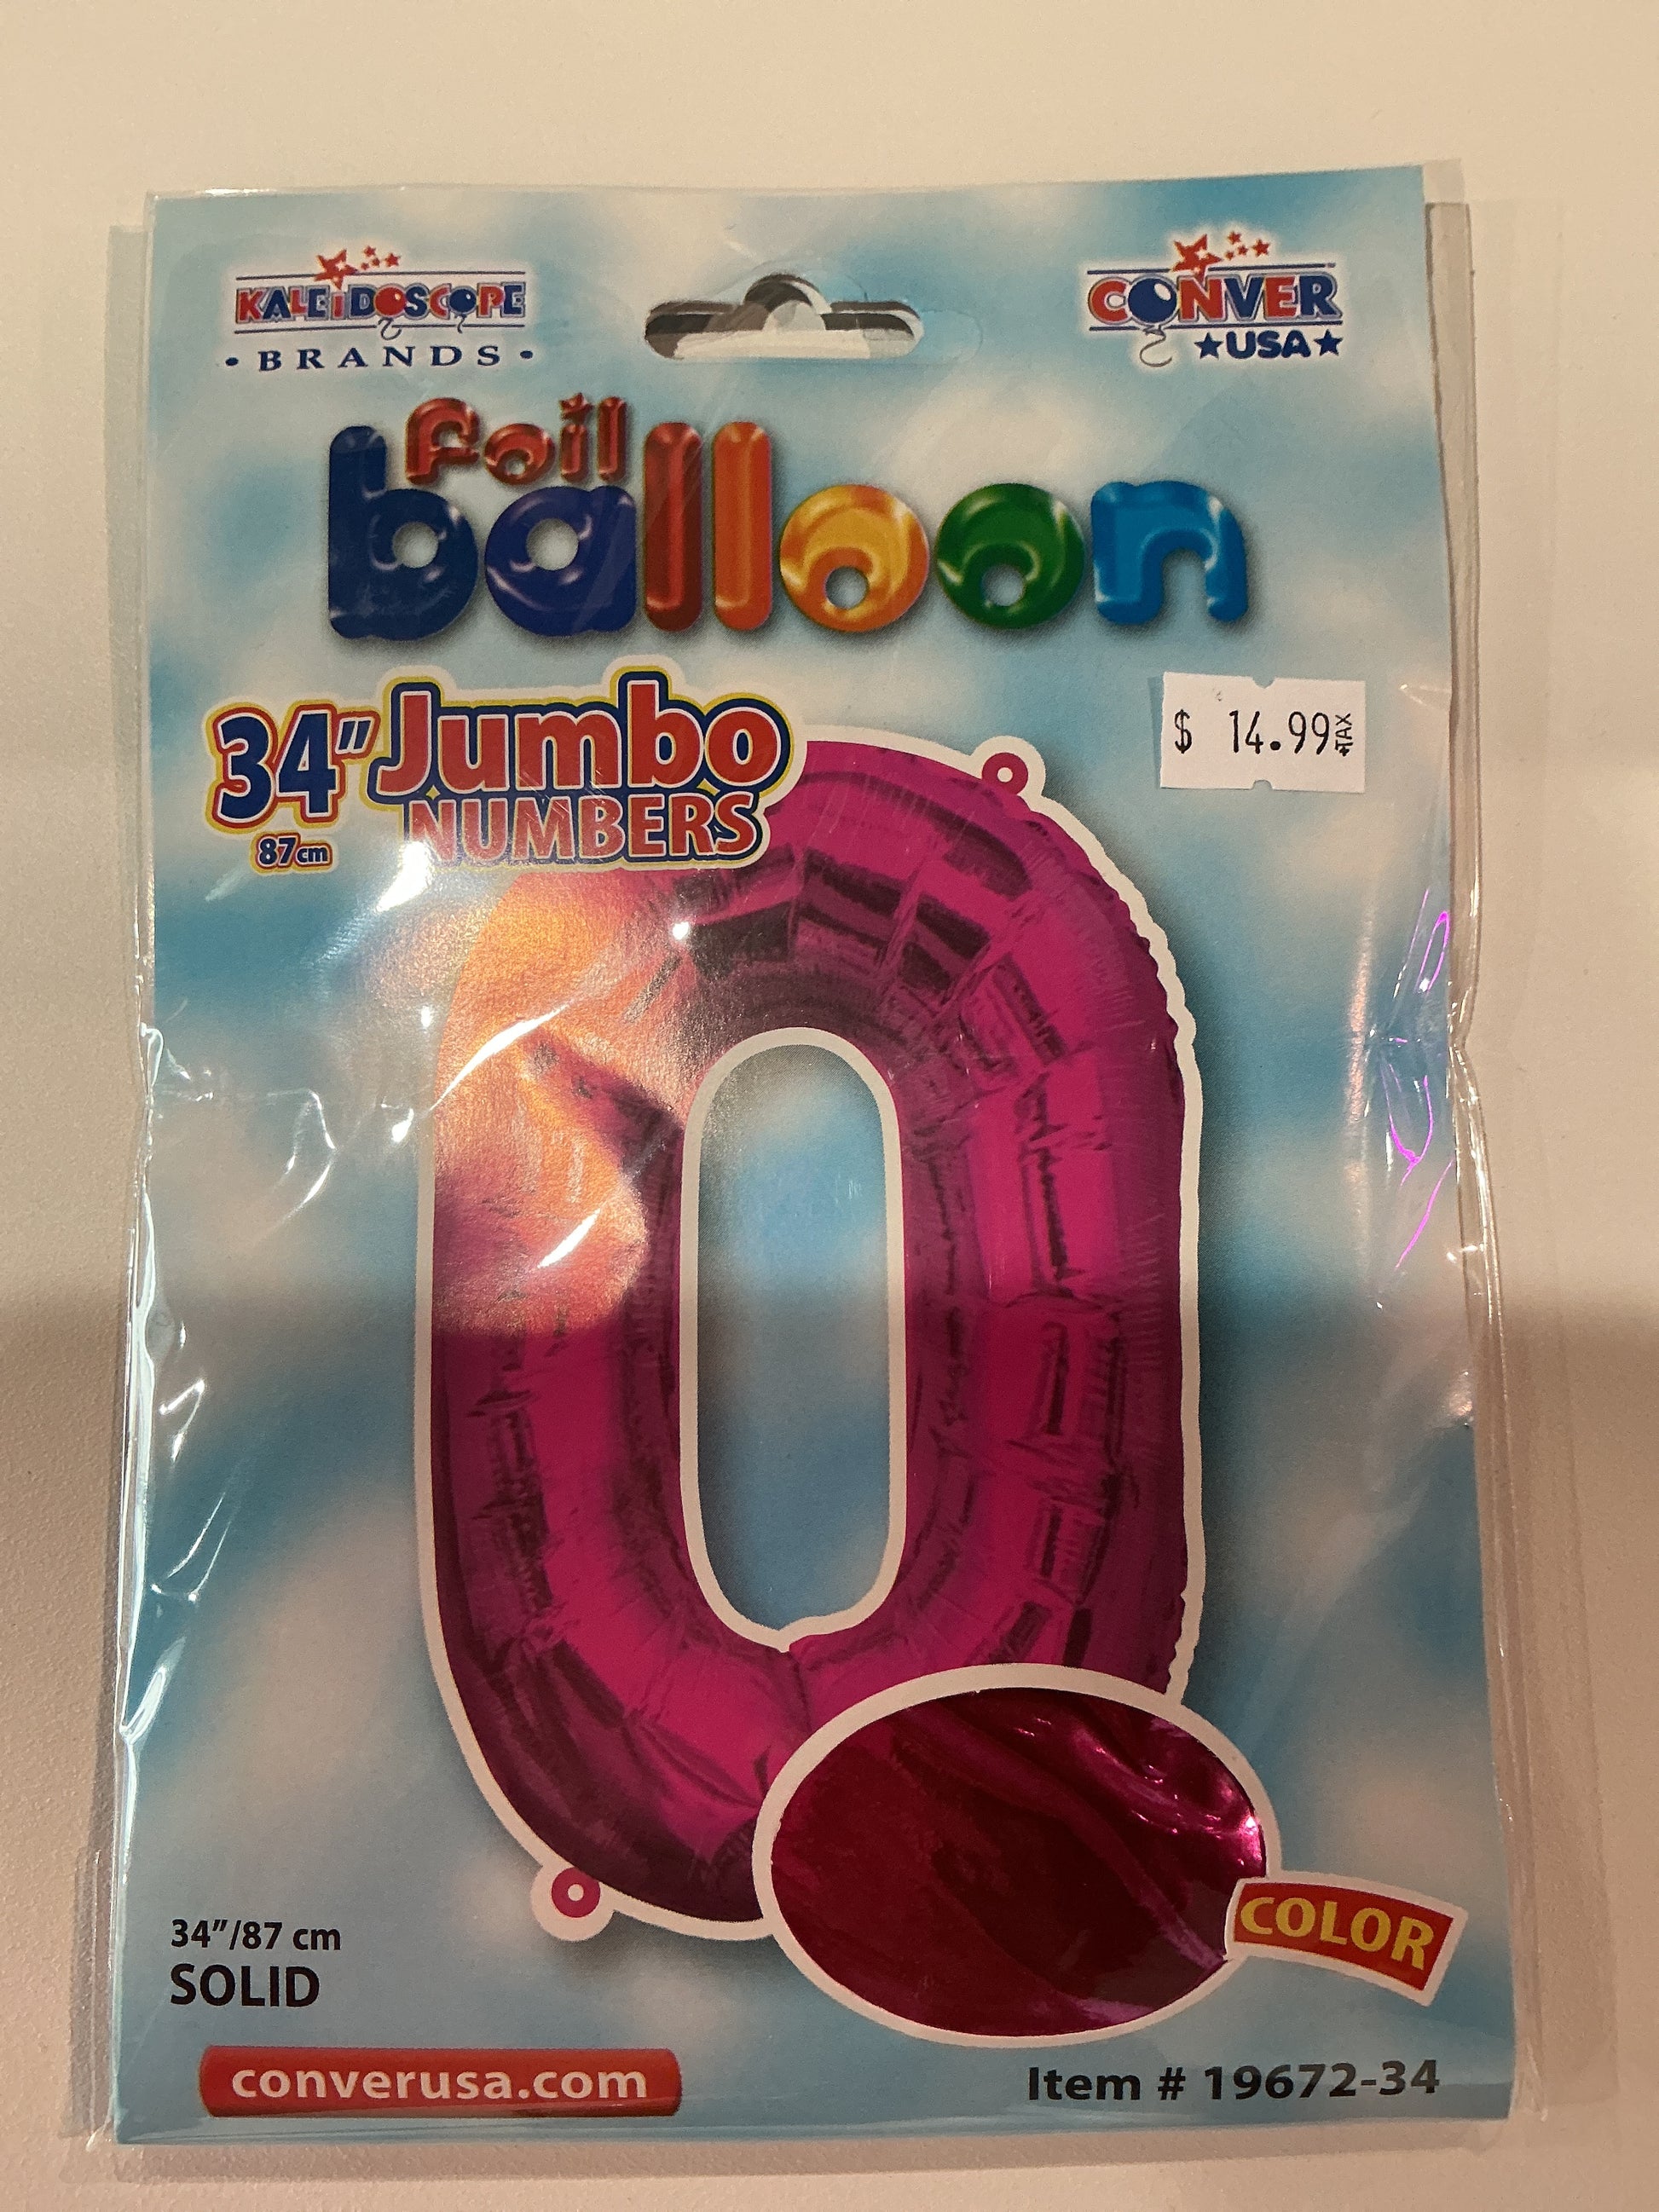 KALEIDOSCOPE
• BRANDS •
CONVER
★USA★
foil
balloon
34" Jumbo
NUMBERS
87cm
$ 14.99+TAX
0
COLOR
34"/87 cm
SOLID
converusa.com
Item # 19672-34